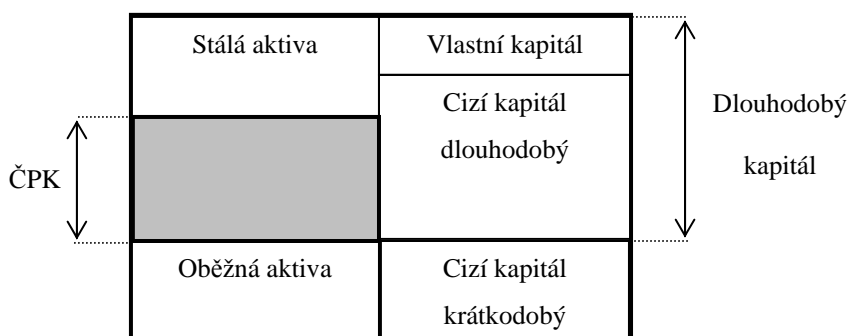 Stálá aktiva
Vlastní kapitál
Cizí kapitál
dlouhodobý
Dlouhodobý
kapitál
ČPK
Oběžná aktiva
Cizí kapitál
krátkodobý